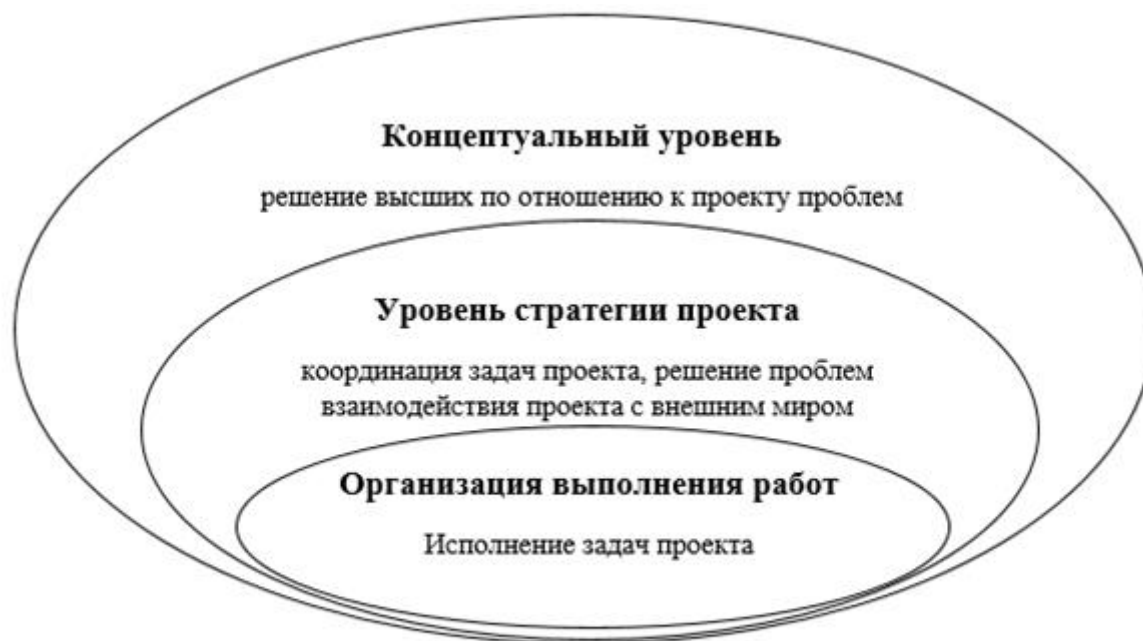 Концептуальный уровень
решение высших по отношению к проекту проблем
Уровень стратегии проекта
координация задач проекта, решение проблем
взаимодействия проекта с внешним миром
Организация выполнения работ
Исполнение задач проекта